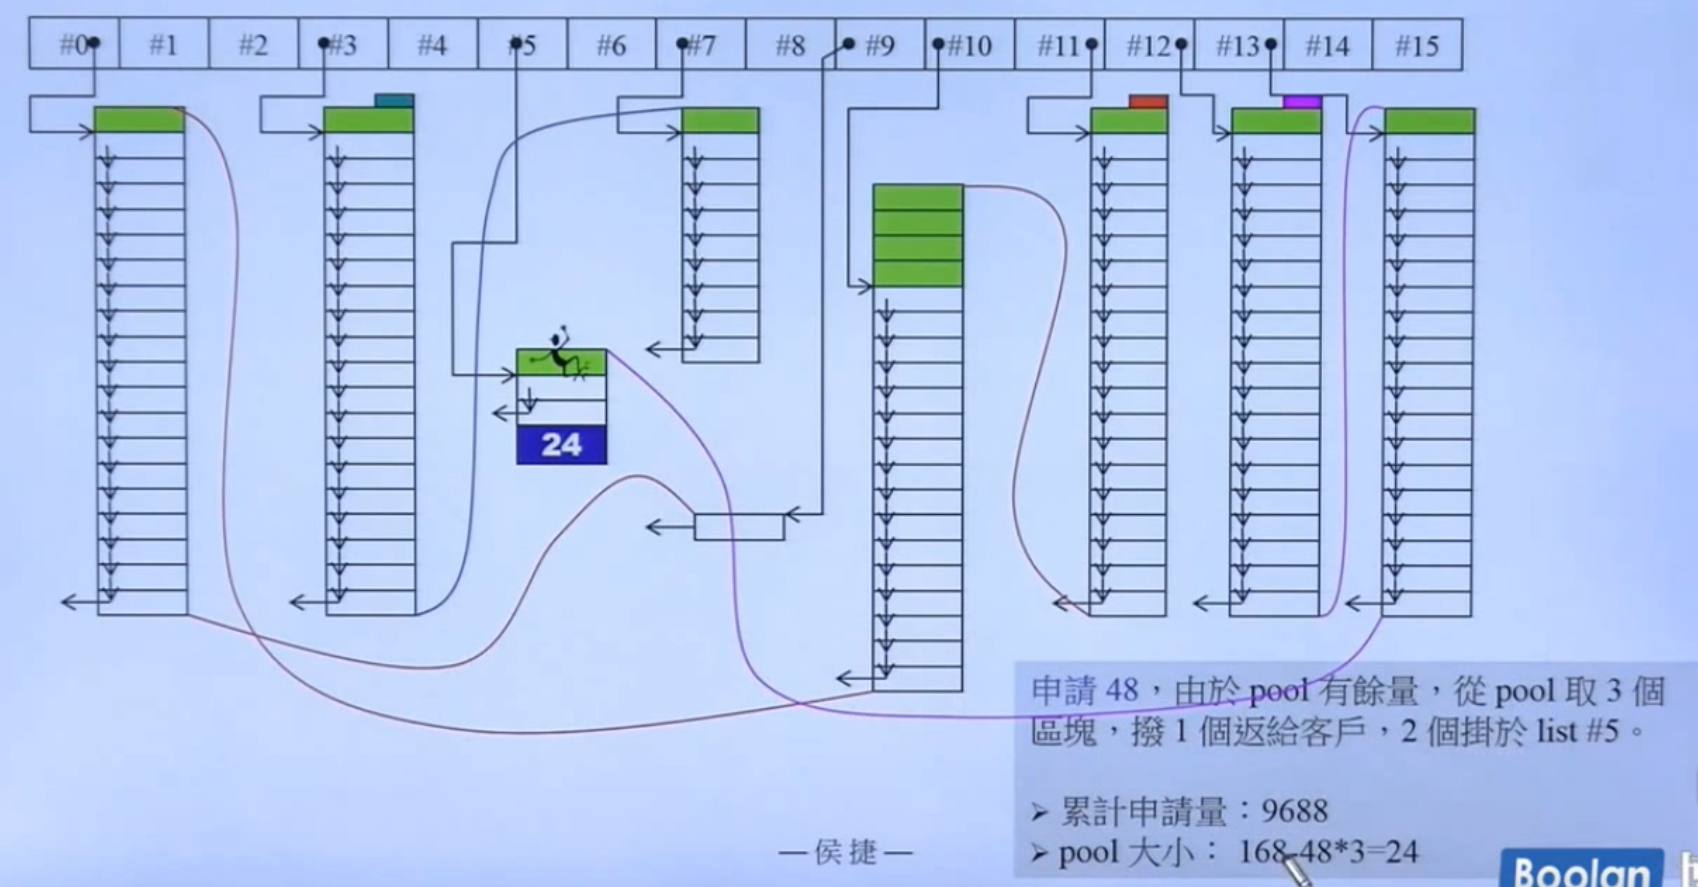 #0 #1 #2 #3 #4 #5 #6 #7 #8 #9 #10 #11 #12 #13 #14 #15
24
申請 48，由於 pool 有餘量，從 pool 取 3 個
區塊，撥 1 個返給客戶，2 個掛於 list #5。
➢ 累計申請量：9688
➢ pool 大小： 168-48*3=24
—侯捷—
Boolan